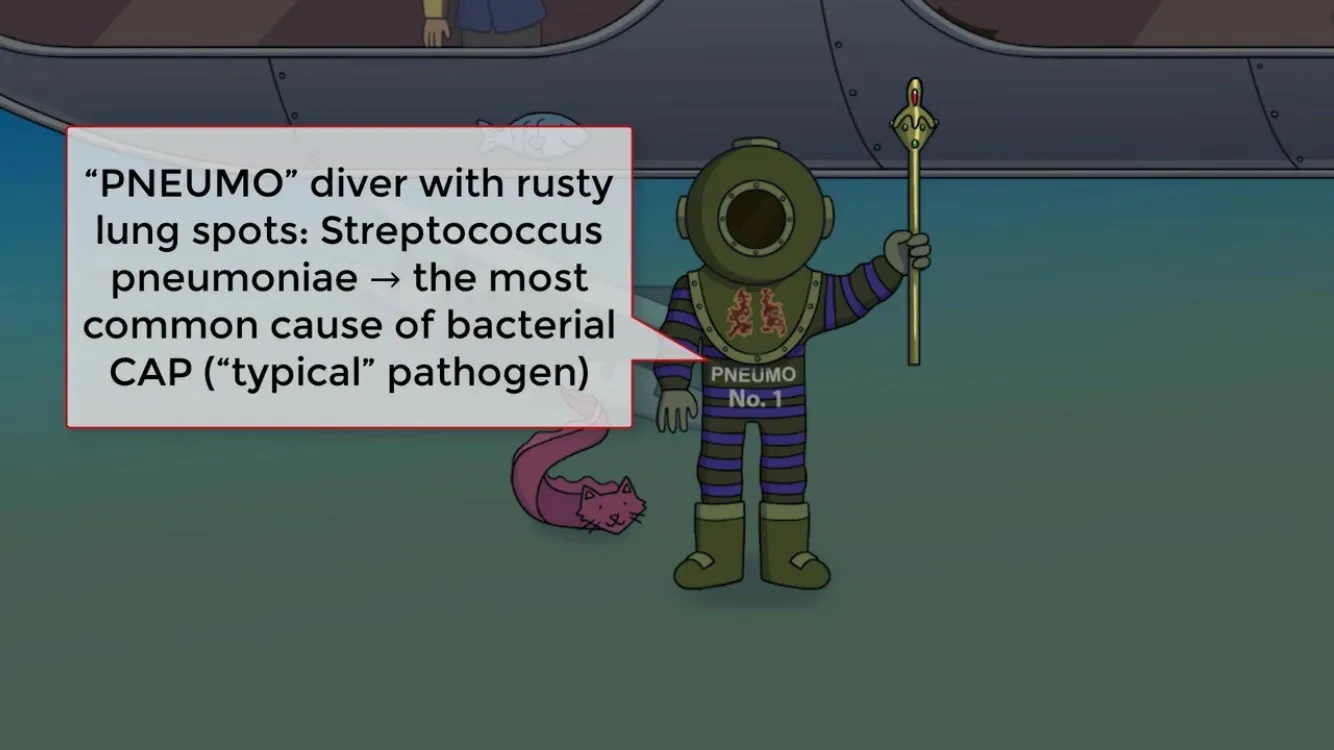 “PNEUMO” diver with rusty
lung spots: Streptococcus
pneumoniae → the most
common cause of bacterial
CAP (“typical” pathogen)
PNEUMO
No. 1